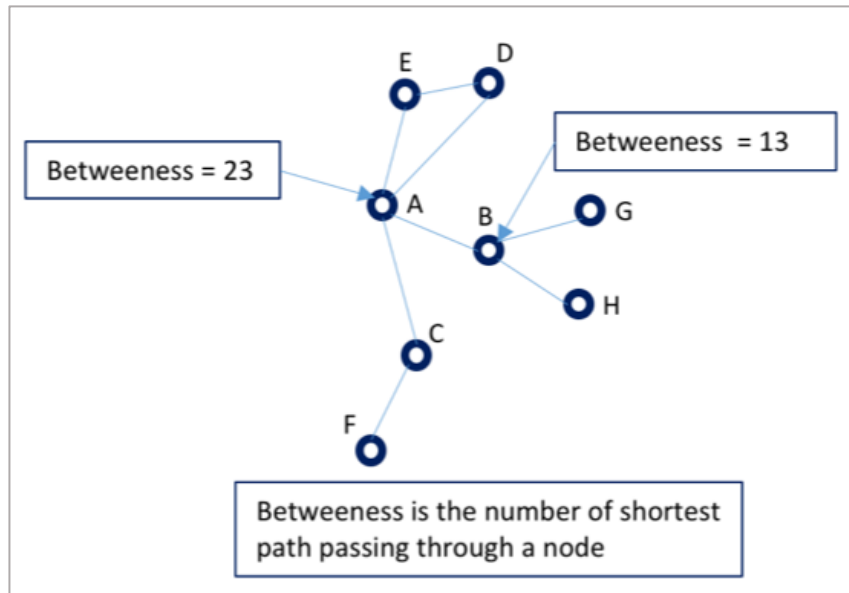 E
D
Betweeness = 23
Betweeness  = 13
A
B
G
H
C
F
Betweeness is the number of shortest
path passing through a node